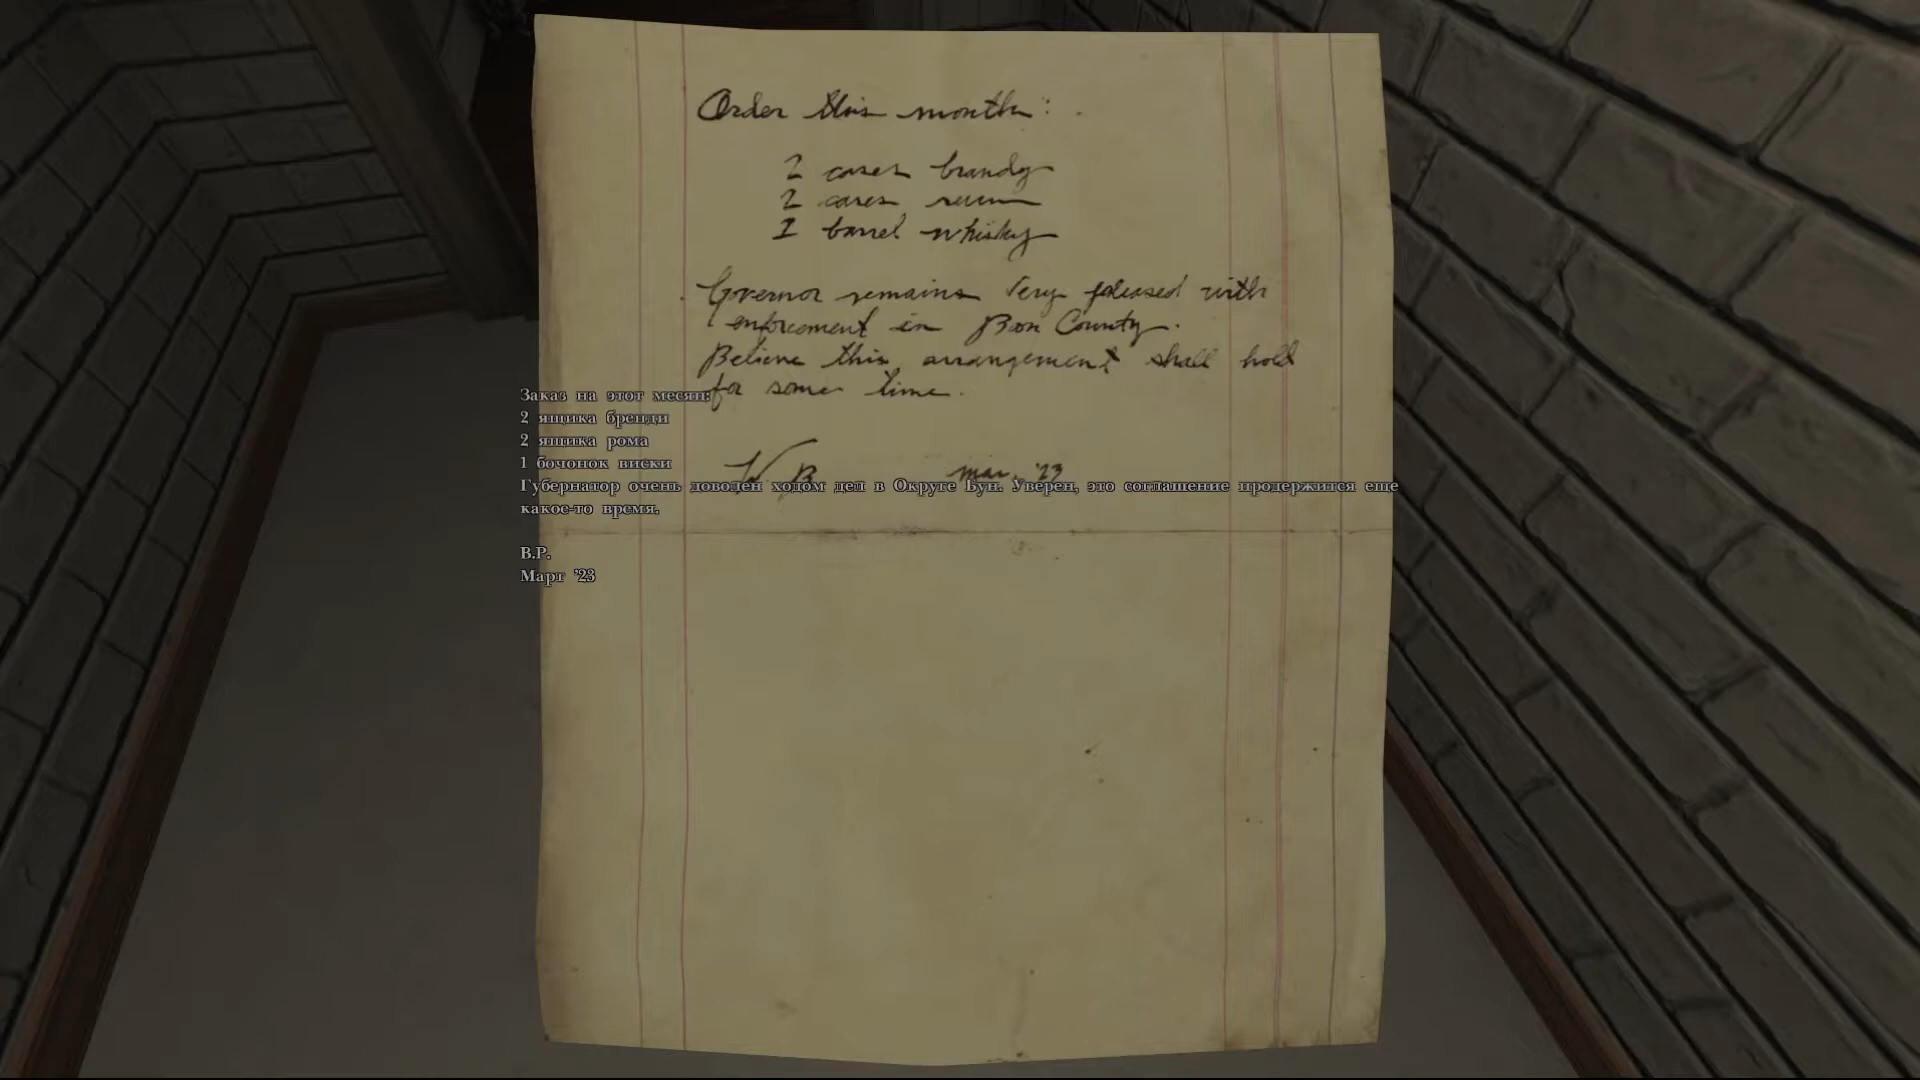 Order this month:
2 cases brandy
2 cases rum
1 barrel whisky
Governor remains very pleased with
enforcement in Boon County.
Believe this arrangement shall hold
for some time.
W. B. mar. '23
Заказ на этот месяц:
2 ящика бренди
2 ящика рома
1 бочонок виски
Губернатор очень доволен ходом дел в Округе Бун. Уверен, это соглашение продержится еще
какое-то время.
В.Р.
Март '23